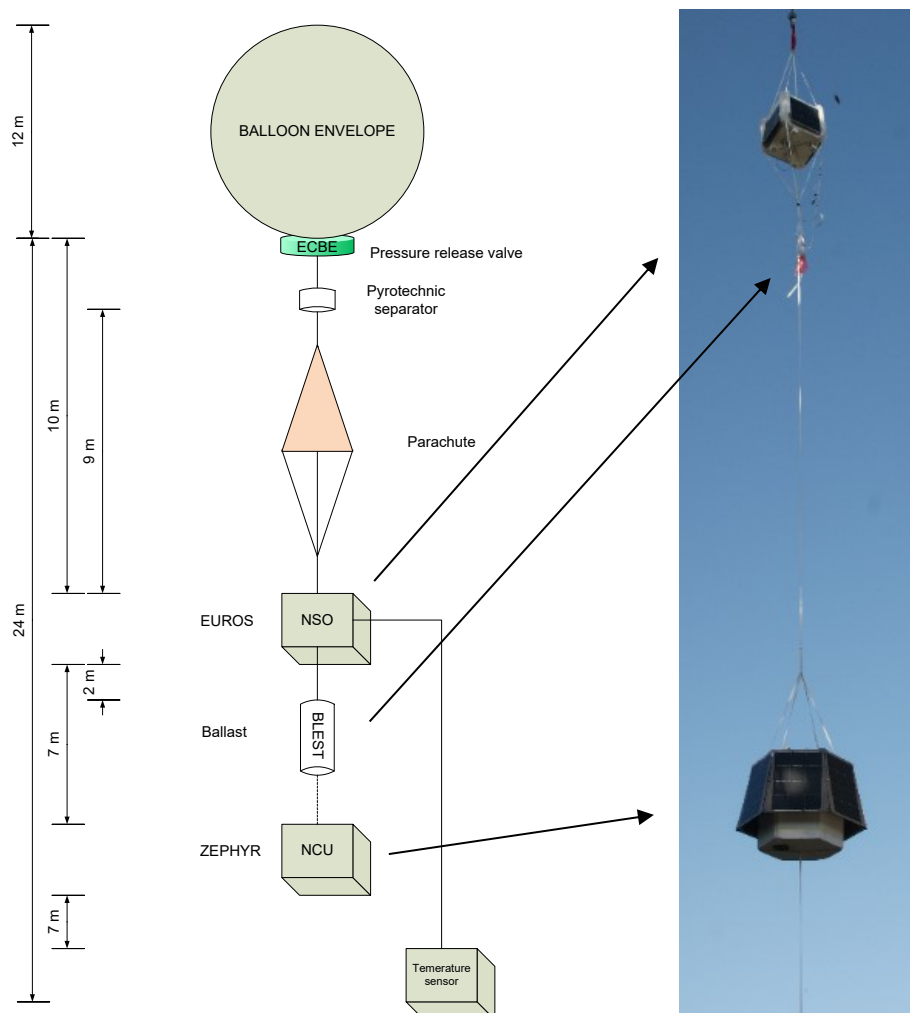 12 m
BALLOON ENVELOPE
ECBE
Pressure release valve
Pyrotechnic
separator
10 m
9 m
Parachute
24 m
EUROS
NSO
2 m
Ballast
BLEST
7 m
ZEPHYR
NCU
7 m
Temerature
sensor